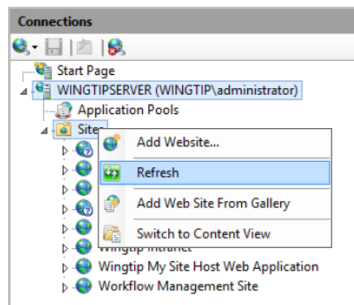 Connections
Start Page
WINGTIPSERVER (WINGTIP\administrator)
Application Pools
Sites
Add Website...
Refresh
Add Web Site From Gallery
Switch to Content View
Wingtip Intranet
Wingtip My Site Host Web Application
Workflow Management Site